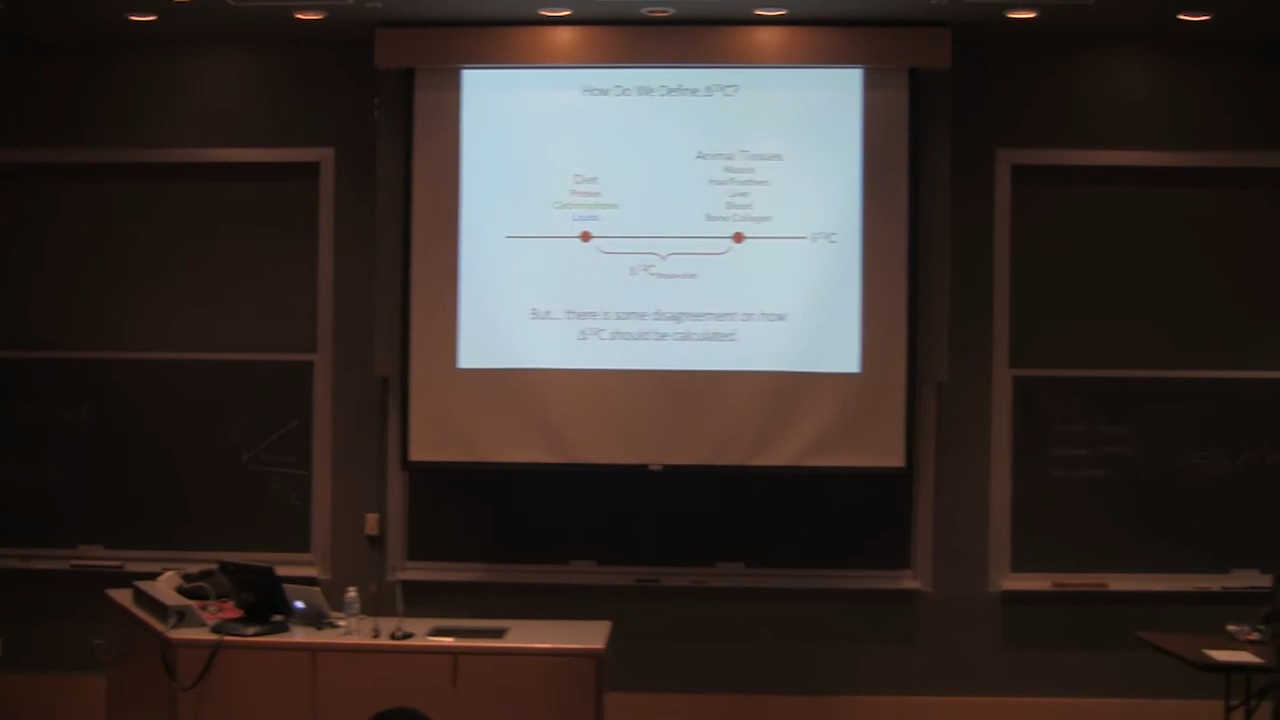 How Do We Define Δ¹³C?
Animal Tissues
Muscle
Diet
Hair/Feathers
Protein
Liver
Carbohydrates
Blood
Lipids
Bone Collagen
δ¹³C
Δ¹³C
But... there is some disagreement on how
Δ¹³C should be calculated.